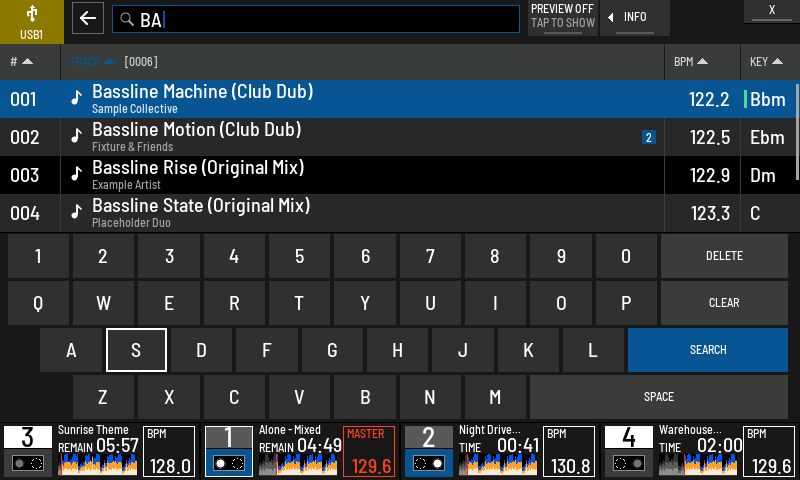 USB1
BA
PREVIEW OFF
TAP TO SHOW
INFO
X
# TRACK [0006] BPM KEY
001 Bassline Machine (Club Dub) 122.2 Bbm
Sample Collective
002 Bassline Motion (Club Dub) 2 122.5 Ebm
Fixture & Friends
003 Bassline Rise (Original Mix) 122.9 Dm
Example Artist
004 Bassline State (Original Mix) 123.3 C
Placeholder Duo
1 2 3 4 5 6 7 8 9 0 DELETE
Q W E R T Y U I O P CLEAR
A S D F G H J K L SEARCH
Z X C V B N M SPACE
3 Sunrise Theme BPM
REMAIN 05:57 128.0
1 Alone - Mixed MASTER
REMAIN 04:49 129.6
2 Night Drive... BPM
TIME 00:41 130.8
4 Warehouse... BPM
TIME 02:00 129.6